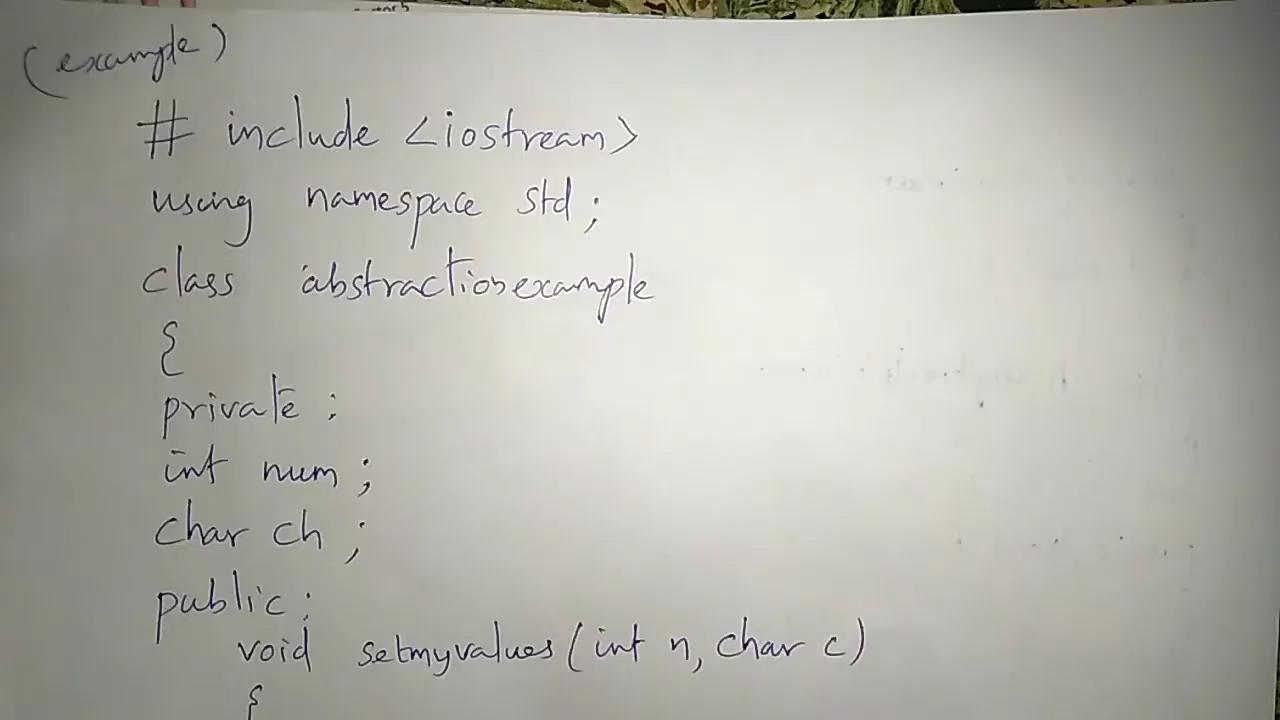 (example)
# include <iostream>
using namespace std;
class abstractionexample
{
private :
int num ;
char ch ;
public :
void setmyvalues(int n, char c)
{